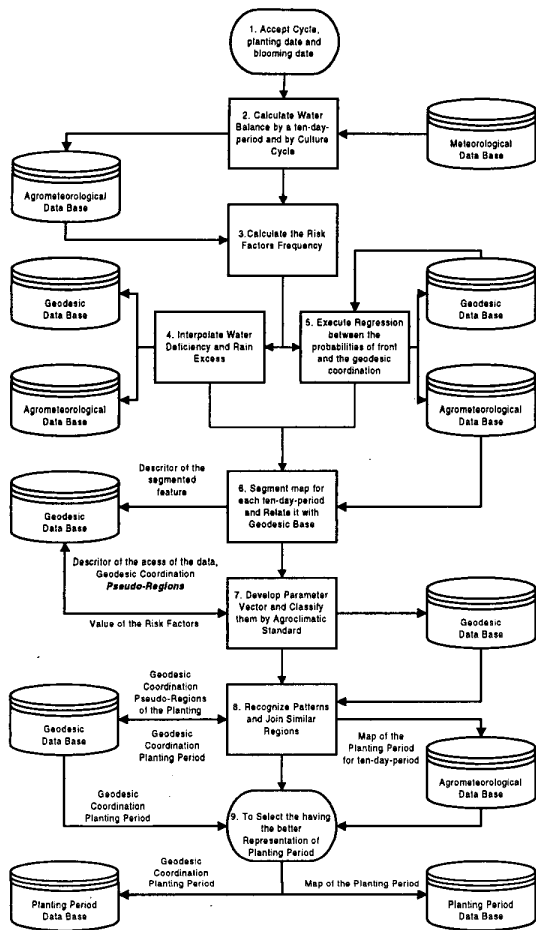 1. Accept Cycle,
planting date and
blooming date
2. Calculate Water
Balance by a ten-day-
period and by Culture
Cycle
Meteorological
Data Base
Agrometeorological
Data Base
3.Calculate the Risk
Factors Frequency
Geodesic
Data Base
Geodesic
Data Base
4. Interpolate Water
Deficiency and Rain
Excess
5. Execute Regression
between the
probabilities of front
and the geodesic
coordination
Agrometeorological
Data Base
Agrometeorological
Data Base
Descritor of the
segmented
feature
6. Segment map for
each ten-day-period
and Relate it with
Geodesic Base
Geodesic
Data Base
Descritor of the acess of the data,
Geodesic Coordination
Pseudo-Regions
Value of the Risk Factors
7. Develop Parameter
Vector and Classify
them by Agroclimatic
Standard
Geodesic
Data Base
Geodesic
Coordination
Pseudo-Regions
of the Planting
Geodesic
Coordination
Planting Period
8. Recognize Patterns
and Join Similar
Regions
Geodesic
Data Base
Map of the
Planting Period
for ten-day-period
Agrometeorological
Data Base
Geodesic
Coordination
Planting Period
9. To Select the having
the better
Representation of
Planting Period
Geodesic
Coordination
Planting Period
Map of the Planting Period
Planting Period
Data Base
Planting Period
Data Base